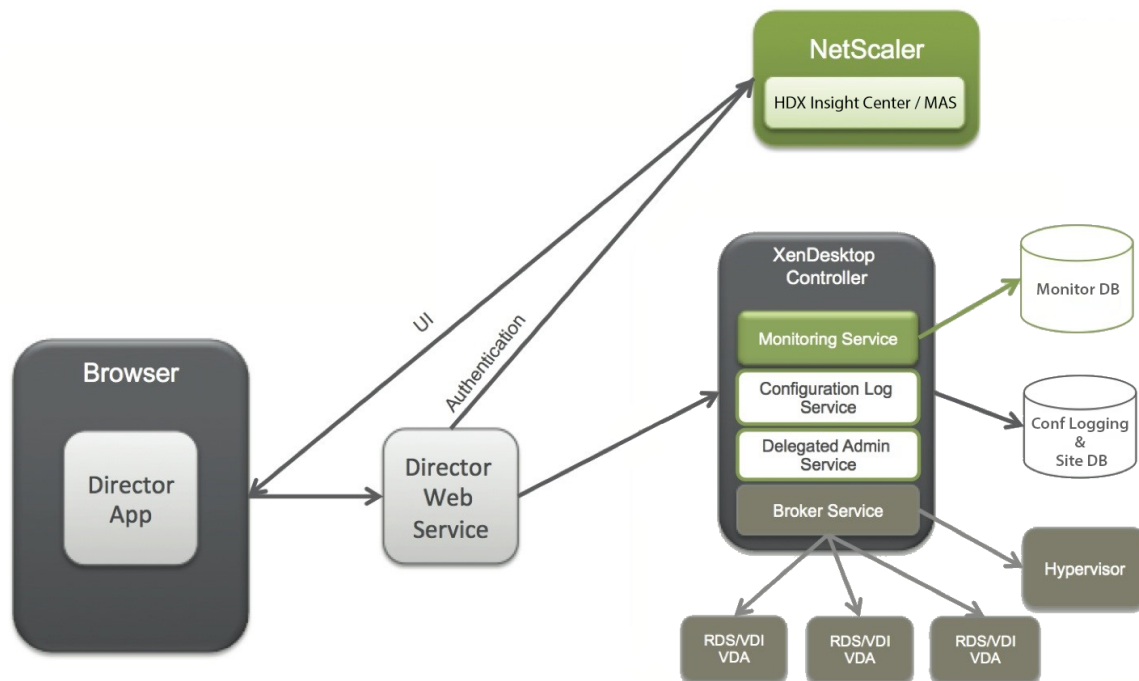 NetScaler
HDX Insight Center / MAS
UI
Authentication
XenDesktop
Controller
Monitoring Service
Configuration Log
Service
Delegated Admin
Service
Broker Service
Monitor DB
Conf Logging
&
Site DB
Browser
Director
App
Director
Web
Service
Hypervisor
RDS/VDI
VDA
RDS/VDI
VDA
RDS/VDI
VDA